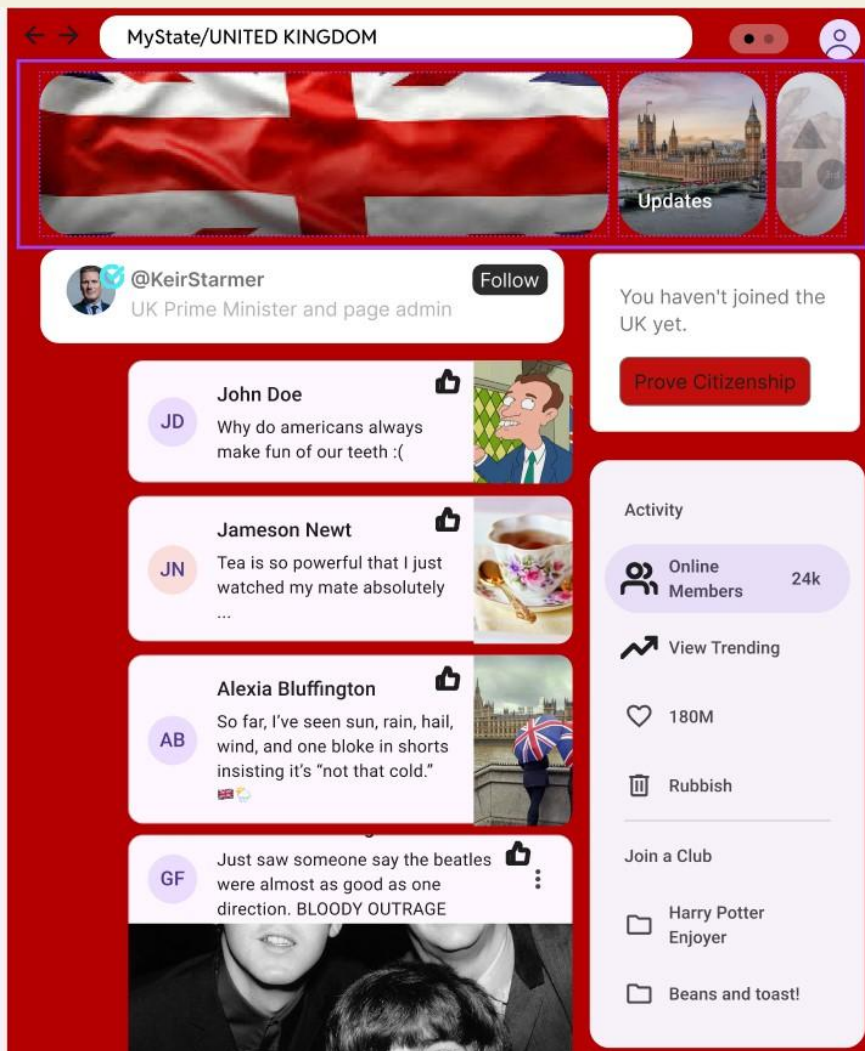 MyState/UNITED KINGDOM
Updates
3rd
@KeirStarmer
Follow
UK Prime Minister and page admin
You haven't joined the
UK yet.
Prove Citizenship
John Doe
JD
Why do americans always
make fun of our teeth :(
Jameson Newt
JN
Tea is so powerful that I just
watched my mate absolutely
...
Alexia Bluffington
AB
So far, I've seen sun, rain, hail,
wind, and one bloke in shorts
insisting it's “not that cold.”
🇬🇧🌦️
GF
Just saw someone say the beatles
were almost as good as one
direction. BLOODY OUTRAGE
Activity
Online
Members
24k
View Trending
180M
Rubbish
Join a Club
Harry Potter
Enjoyer
Beans and toast!